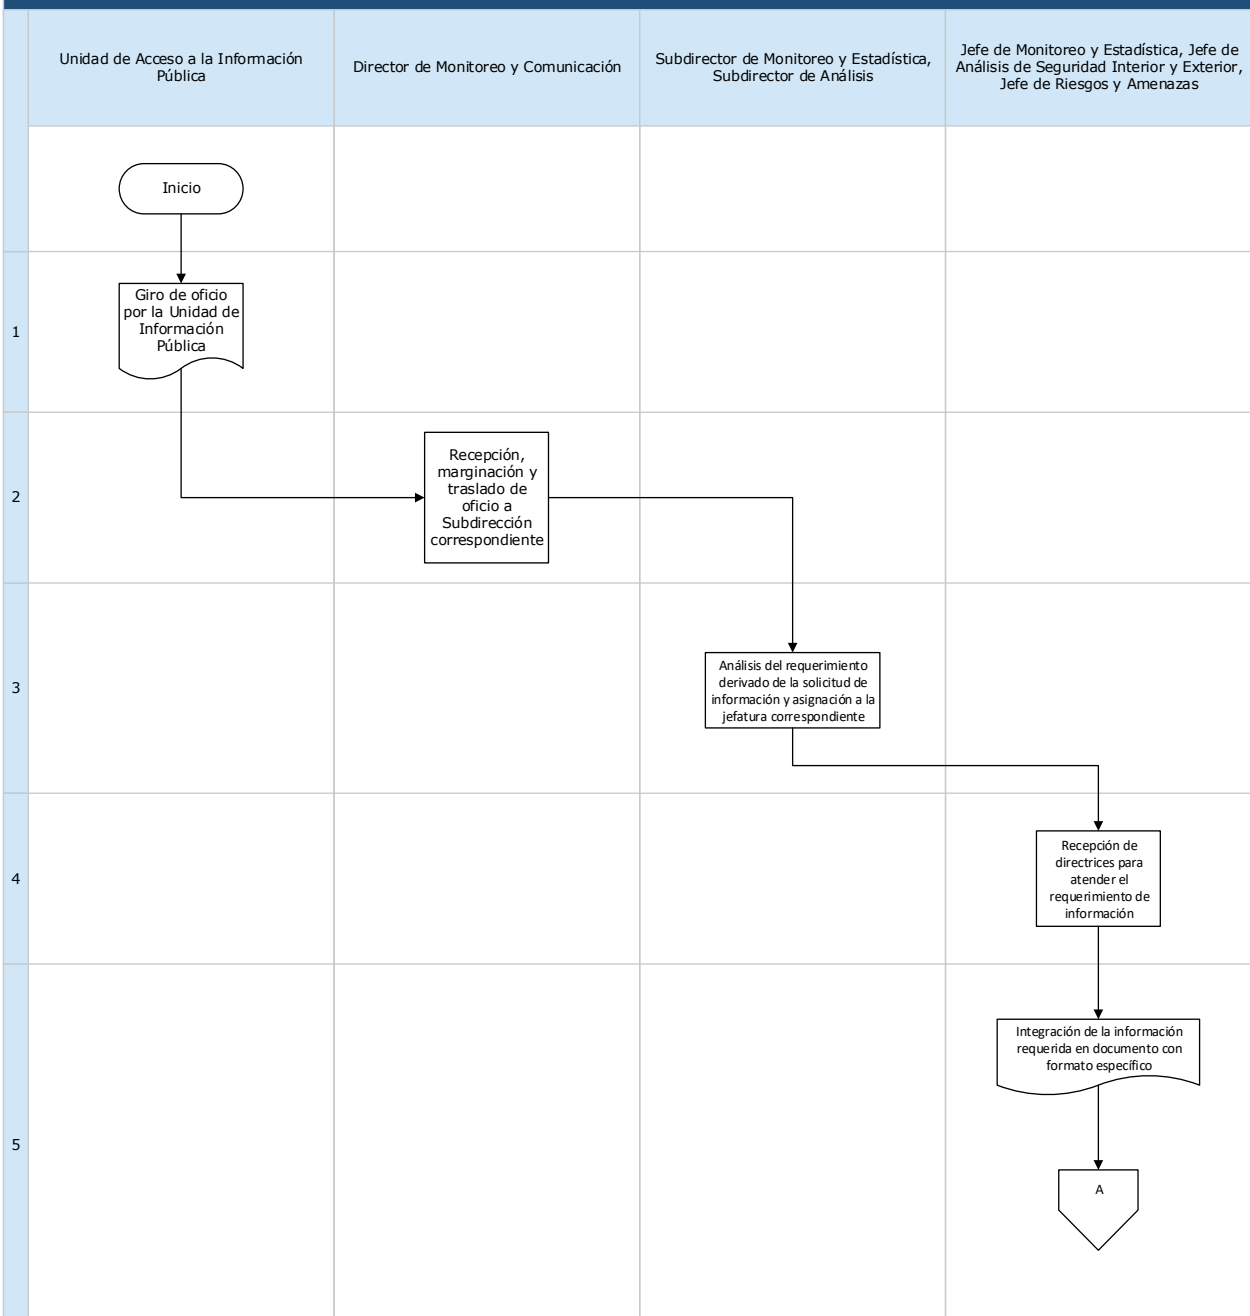 Unidad de Acceso a la Información
Pública
Director de Monitoreo y Comunicación
Subdirector de Monitoreo y Estadística,
Subdirector de Análisis
Jefe de Monitoreo y Estadística, Jefe de
Análisis de Seguridad Interior y Exterior,
Jefe de Riesgos y Amenazas
Inicio
1
Giro de oficio
por la Unidad de
Información
Pública
2
Recepción,
marginación y
traslado de
oficio a
Subdirección
correspondiente
3
Análisis del requerimiento
derivado de la solicitud de
información y asignación a la
jefatura correspondiente
4
Recepción de
directrices para
atender el
requerimiento de
información
5
Integración de la información
requerida en documento con
formato específico
A